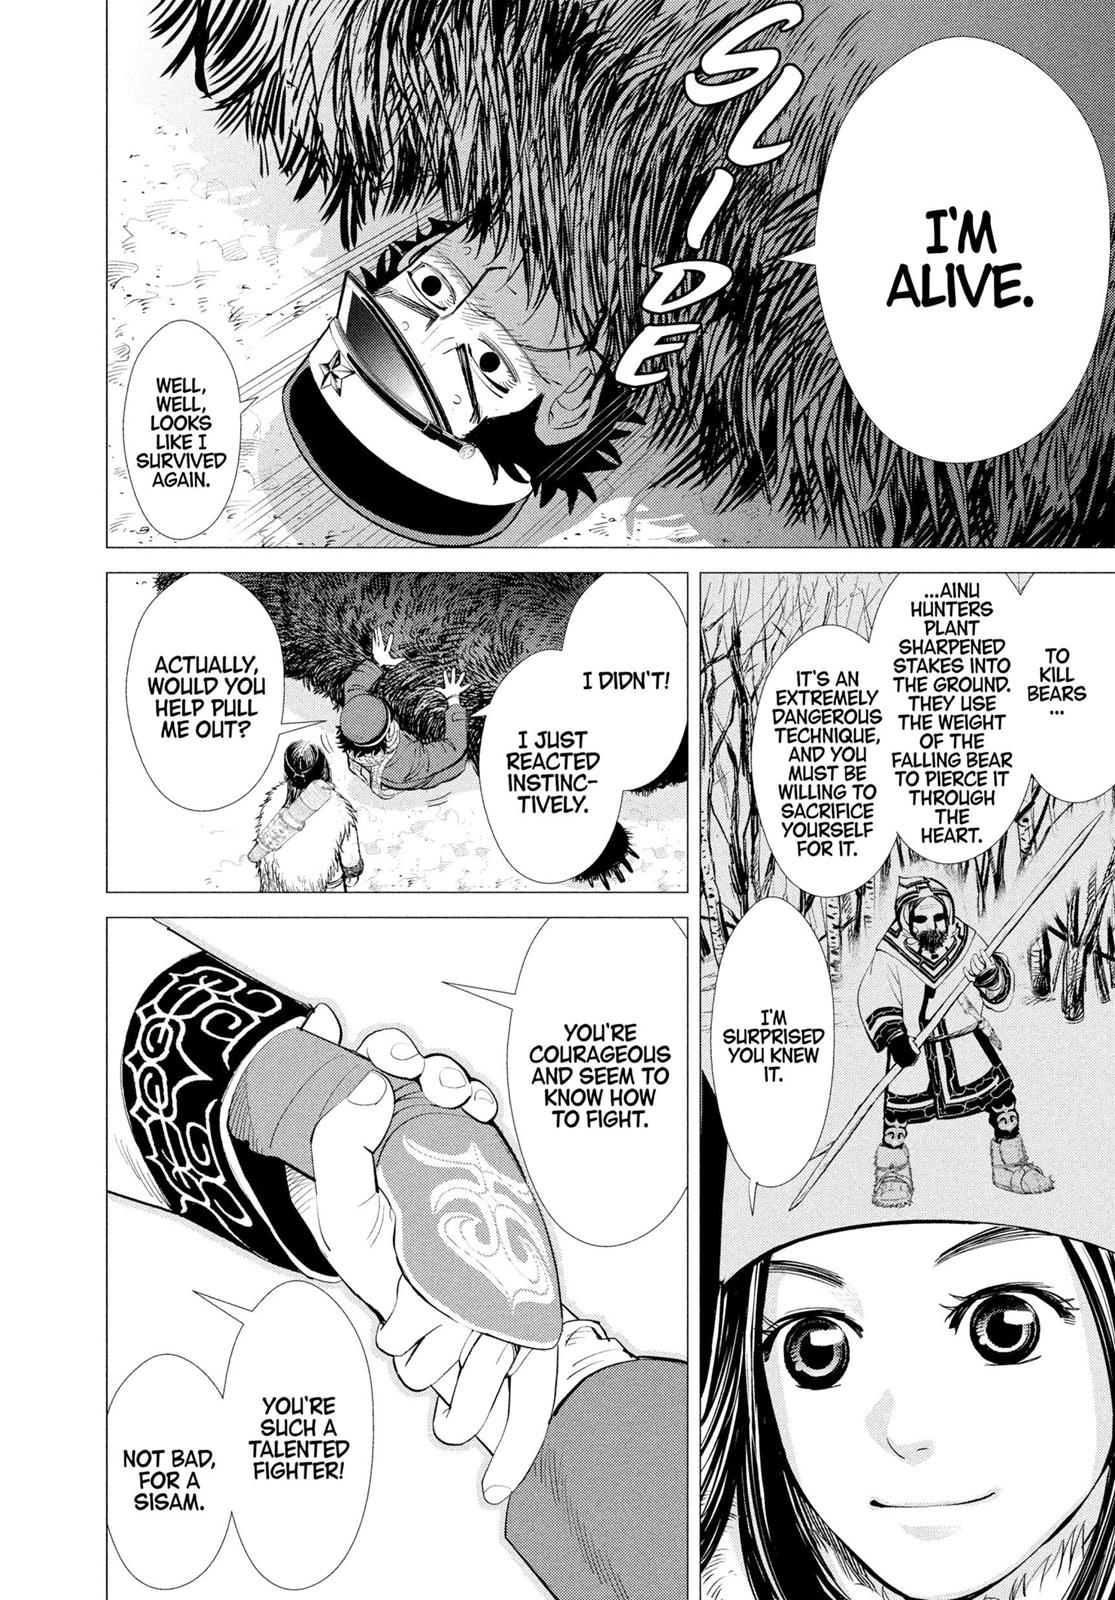 I'M
ALIVE.
SLIDE
WELL,
WELL,
LOOKS
LIKE I
SURVIVED
AGAIN.
TO
KILL
BEARS
...
...AINU
HUNTERS
PLANT
SHARPENED
STAKES INTO
THE GROUND.
THEY USE
THE WEIGHT
OF THE
FALLING BEAR
TO PIERCE IT
THROUGH
THE
HEART.
IT'S AN
EXTREMELY
DANGEROUS
TECHNIQUE,
AND YOU
MUST BE
WILLING TO
SACRIFICE
YOURSELF
FOR IT.
I'M
SURPRISED
YOU KNEW
IT.
I DIDN'T!
I JUST
REACTED
INSTINC-
TIVELY.
ACTUALLY,
WOULD YOU
HELP PULL
ME OUT?
YOU'RE
COURAGEOUS
AND SEEM TO
KNOW HOW
TO FIGHT.
YOU'RE
SUCH A
TALENTED
FIGHTER!
NOT BAD,
FOR A
SISAM.